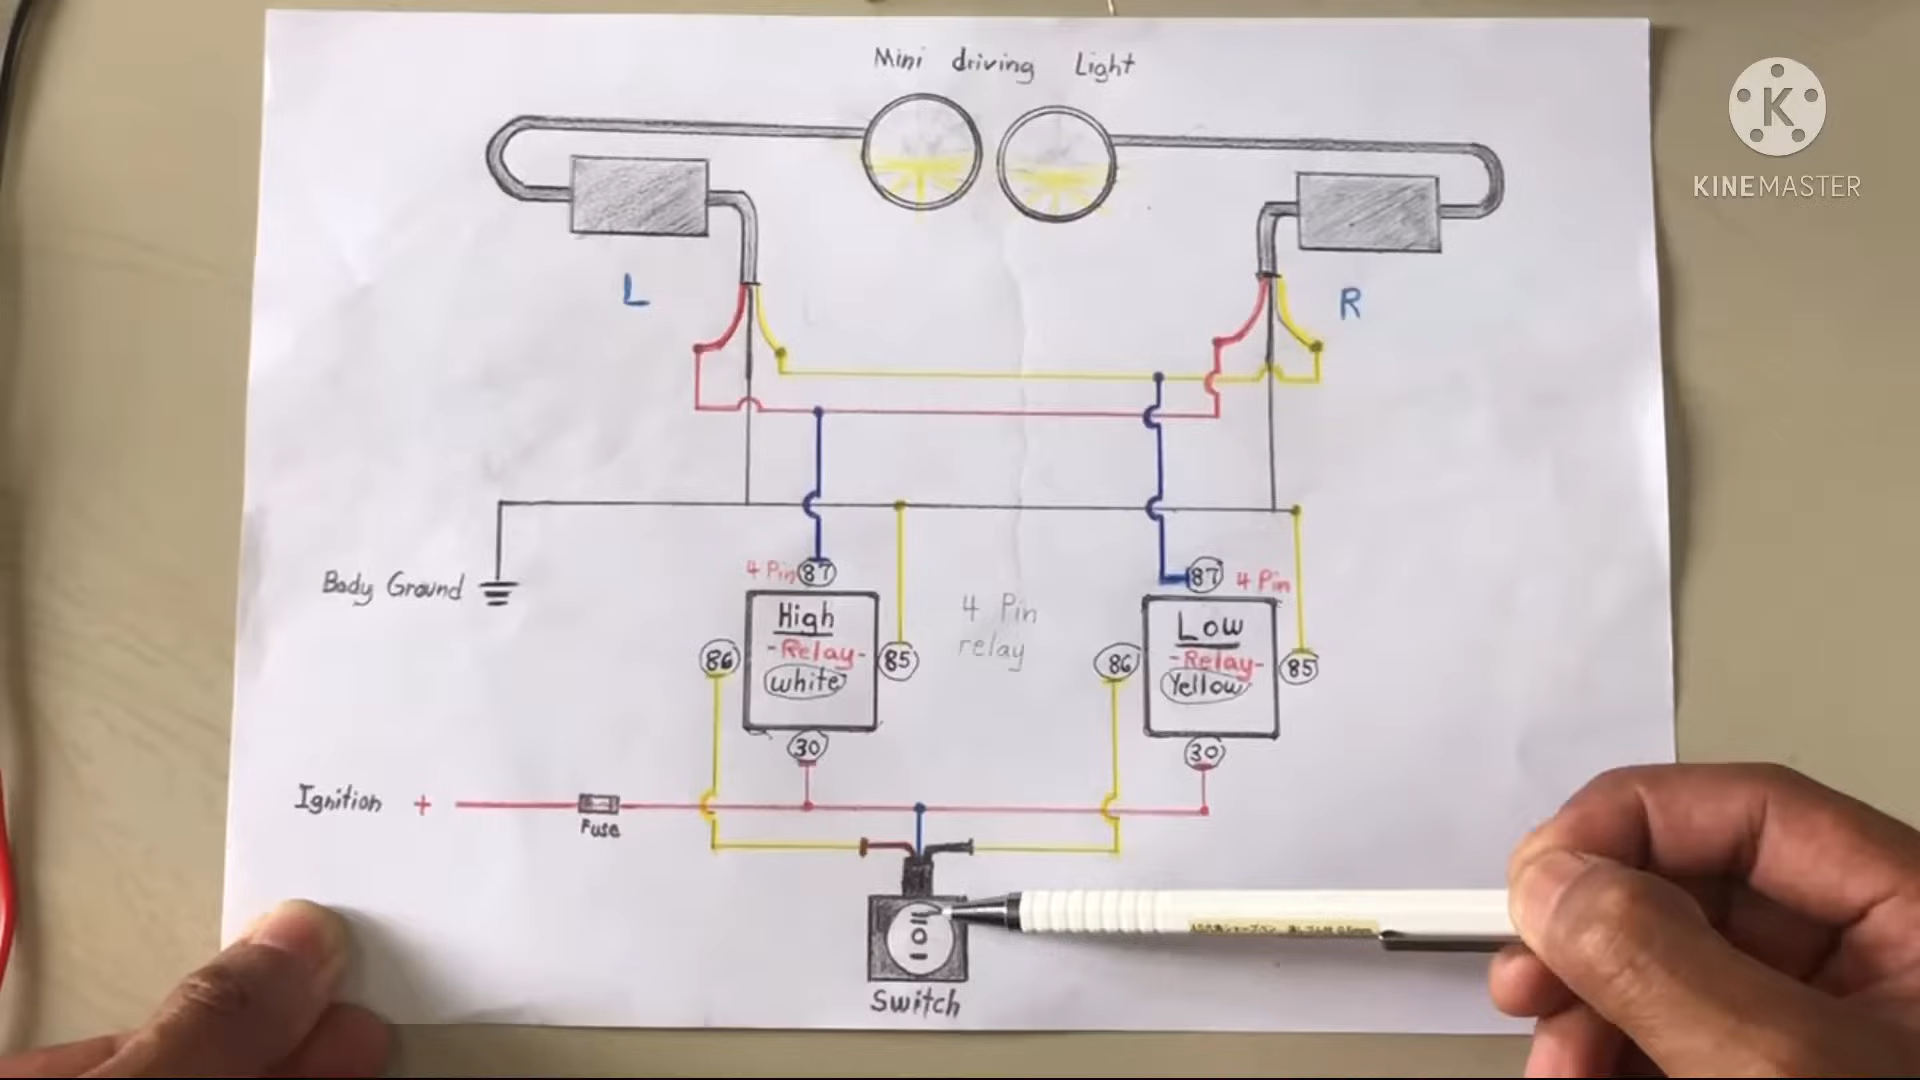 Mini driving Light
KINEMASTER
L
R
Body Ground
4 Pin
87
High
-Relay-
white
86
85
30
4 Pin
relay
87
4 Pin
Low
-Relay-
Yellow
86
85
30
Ignition +
Fuse
Switch